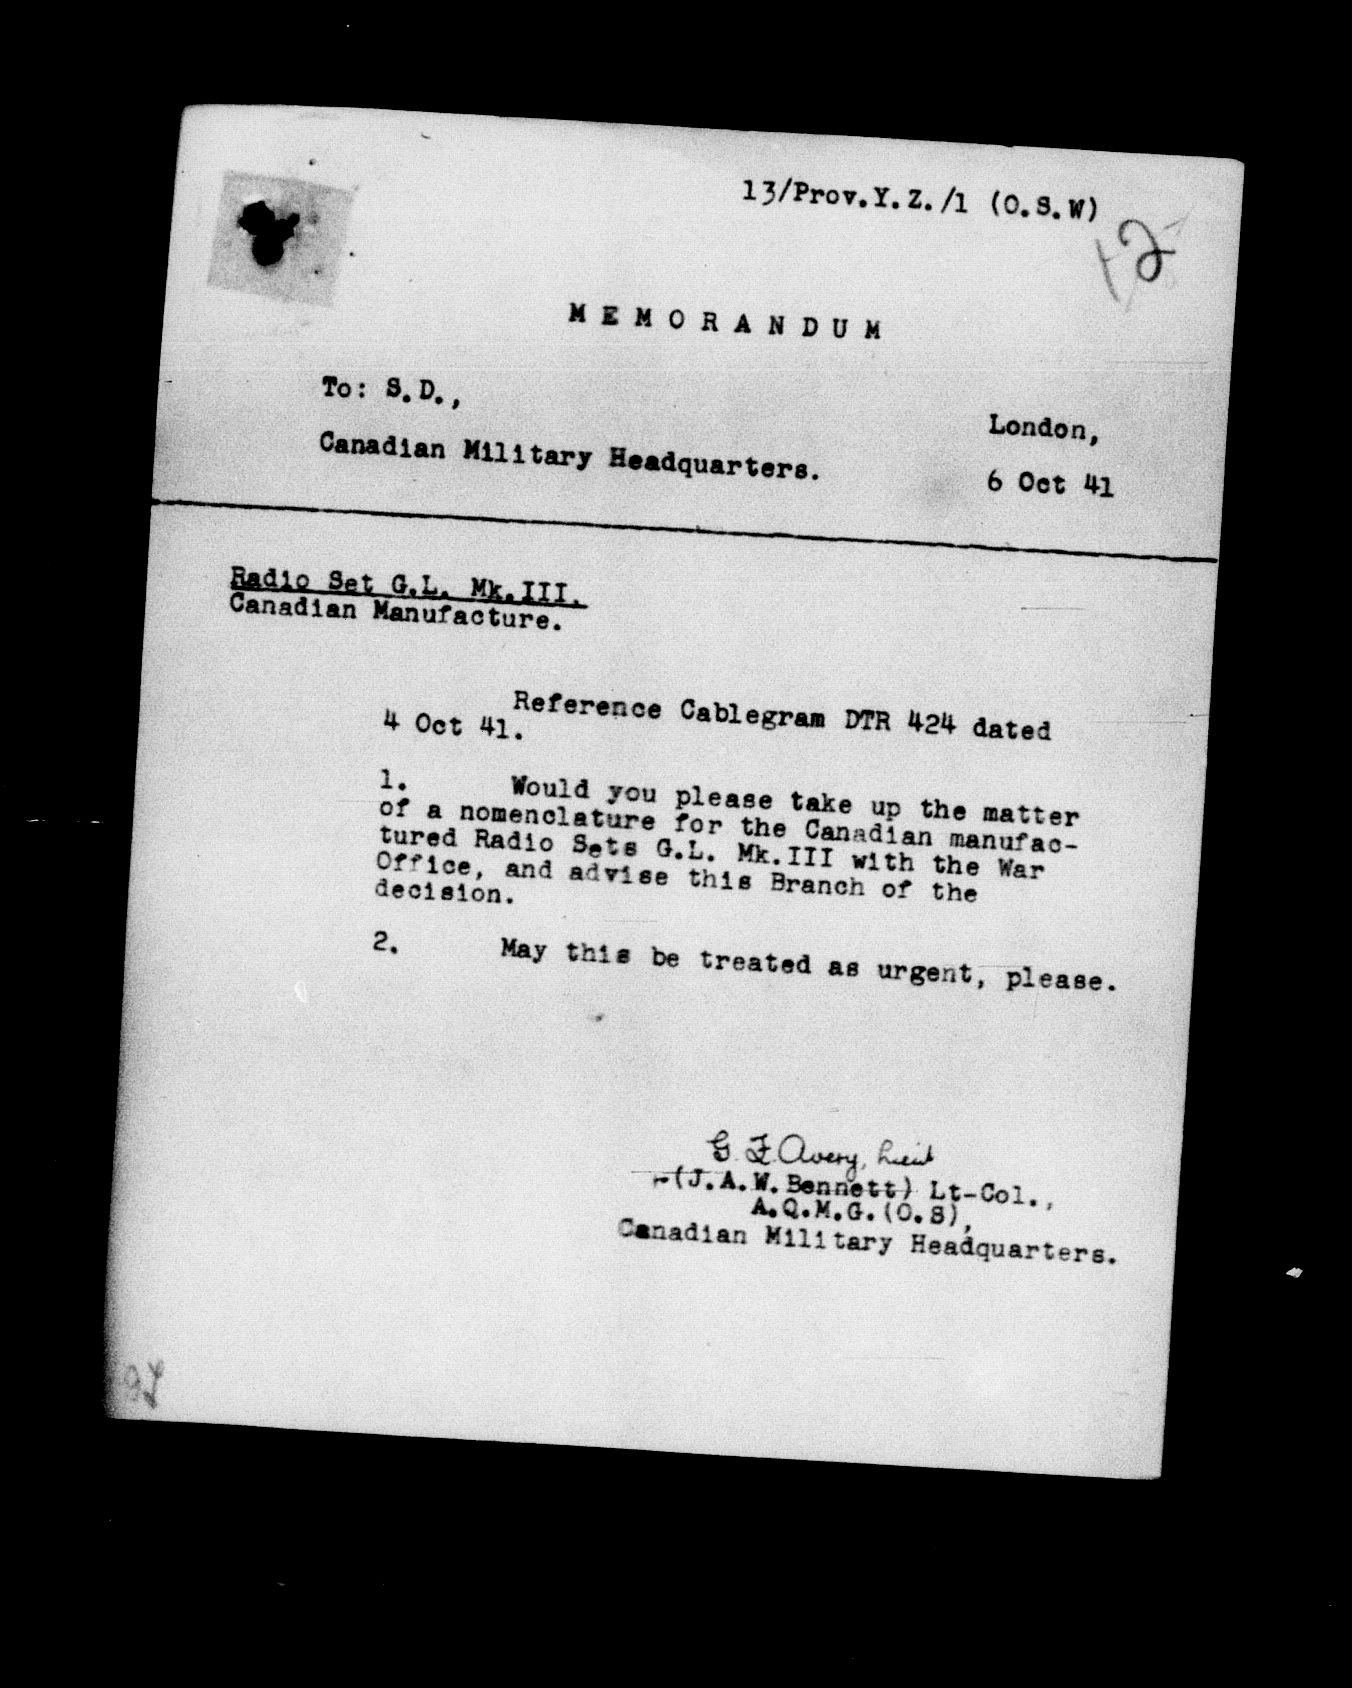 13/Prov.Y.Z./1 (O.S.W)
2
M E M O R A N D U M
To: S.D.,
London,
Canadian Military Headquarters.
6 Oct 41
Radio Set G.L. Mk.III.
Canadian Manufacture.
Reference Cablegram DTR 424 dated
4 Oct 41.
1. Would you please take up the matter
of a nomenclature for the Canadian manufac-
tured Radio Sets G.L. Mk.III with the War
Office, and advise this Branch of the
decision.
2. May this be treated as urgent, please.
G.F. Avery, Lieut
(J.A.W. Bennett) Lt-Col.,
A.Q.M.G.(O.S),
Canadian Military Headquarters.